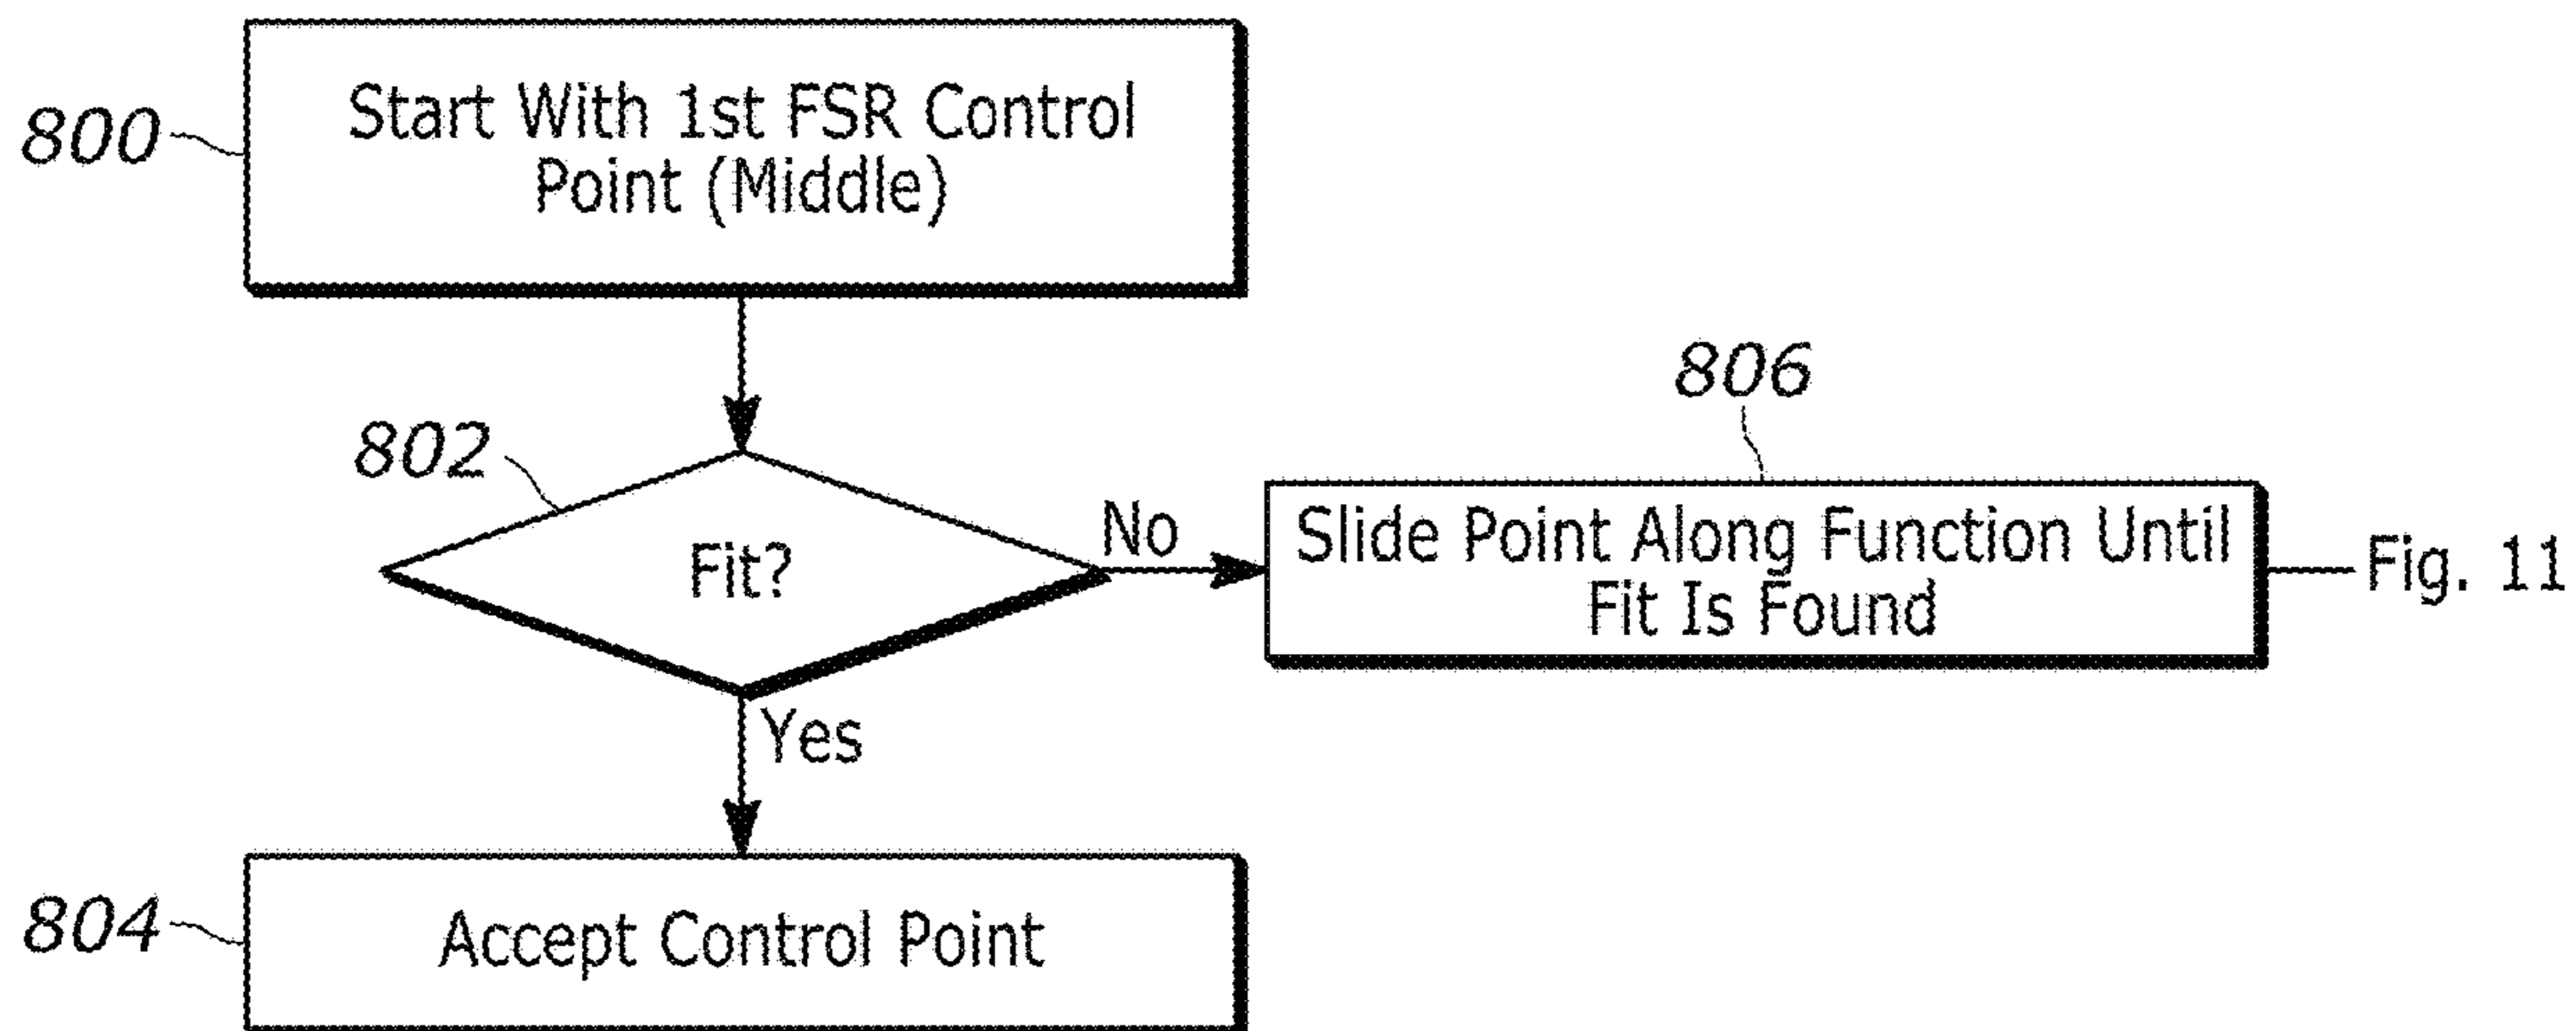 800
Start With 1st FSR Control
Point (Middle)
802
Fit?
No
806
Slide Point Along Function Until
Fit Is Found
Fig. 11
Yes
804
Accept Control Point